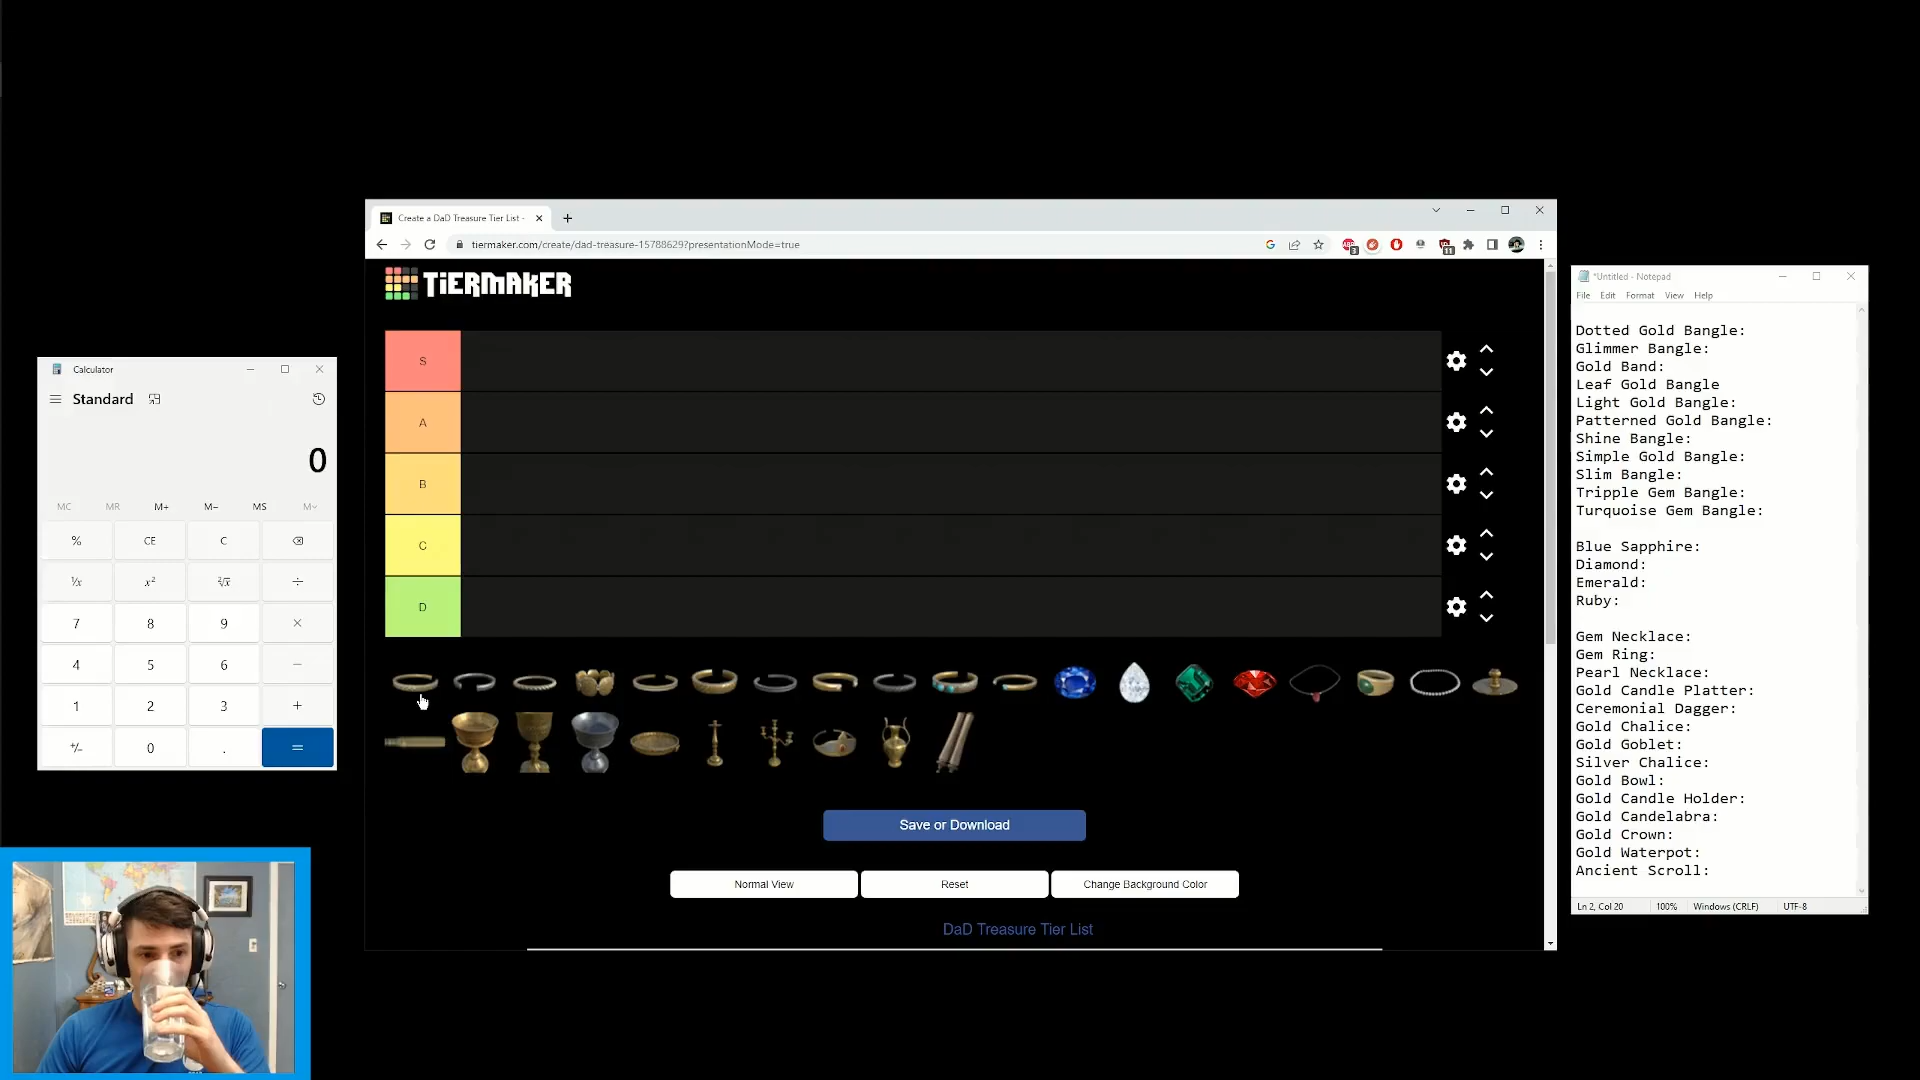 Create a DaD Treasure Tier List -
tiermaker.com/create/dad-treasure-15788629?presentationMode=true
TiERMAKER
S
A
B
C
D
Save or Download
Normal View
Reset
Change Background Color
DaD Treasure Tier List
Calculator
Standard
0
MC MR M+ M− MS M˅
% CE C
¹/x x² ²√x ÷
7 8 9 ×
4 5 6 −
1 2 3 +
+/− 0 . =
*Untitled - Notepad
File Edit Format View Help
Dotted Gold Bangle:
Glimmer Bangle:
Gold Band:
Leaf Gold Bangle
Light Gold Bangle:
Patterned Gold Bangle:
Shine Bangle:
Simple Gold Bangle:
Slim Bangle:
Tripple Gem Bangle:
Turquoise Gem Bangle:
Blue Sapphire:
Diamond:
Emerald:
Ruby:
Gem Necklace:
Gem Ring:
Pearl Necklace:
Gold Candle Platter:
Ceremonial Dagger:
Gold Chalice:
Gold Goblet:
Silver Chalice:
Gold Bowl:
Gold Candle Holder:
Gold Candelabra:
Gold Crown:
Gold Waterpot:
Ancient Scroll:
Ln 2, Col 20 100% Windows (CRLF) UTF-8